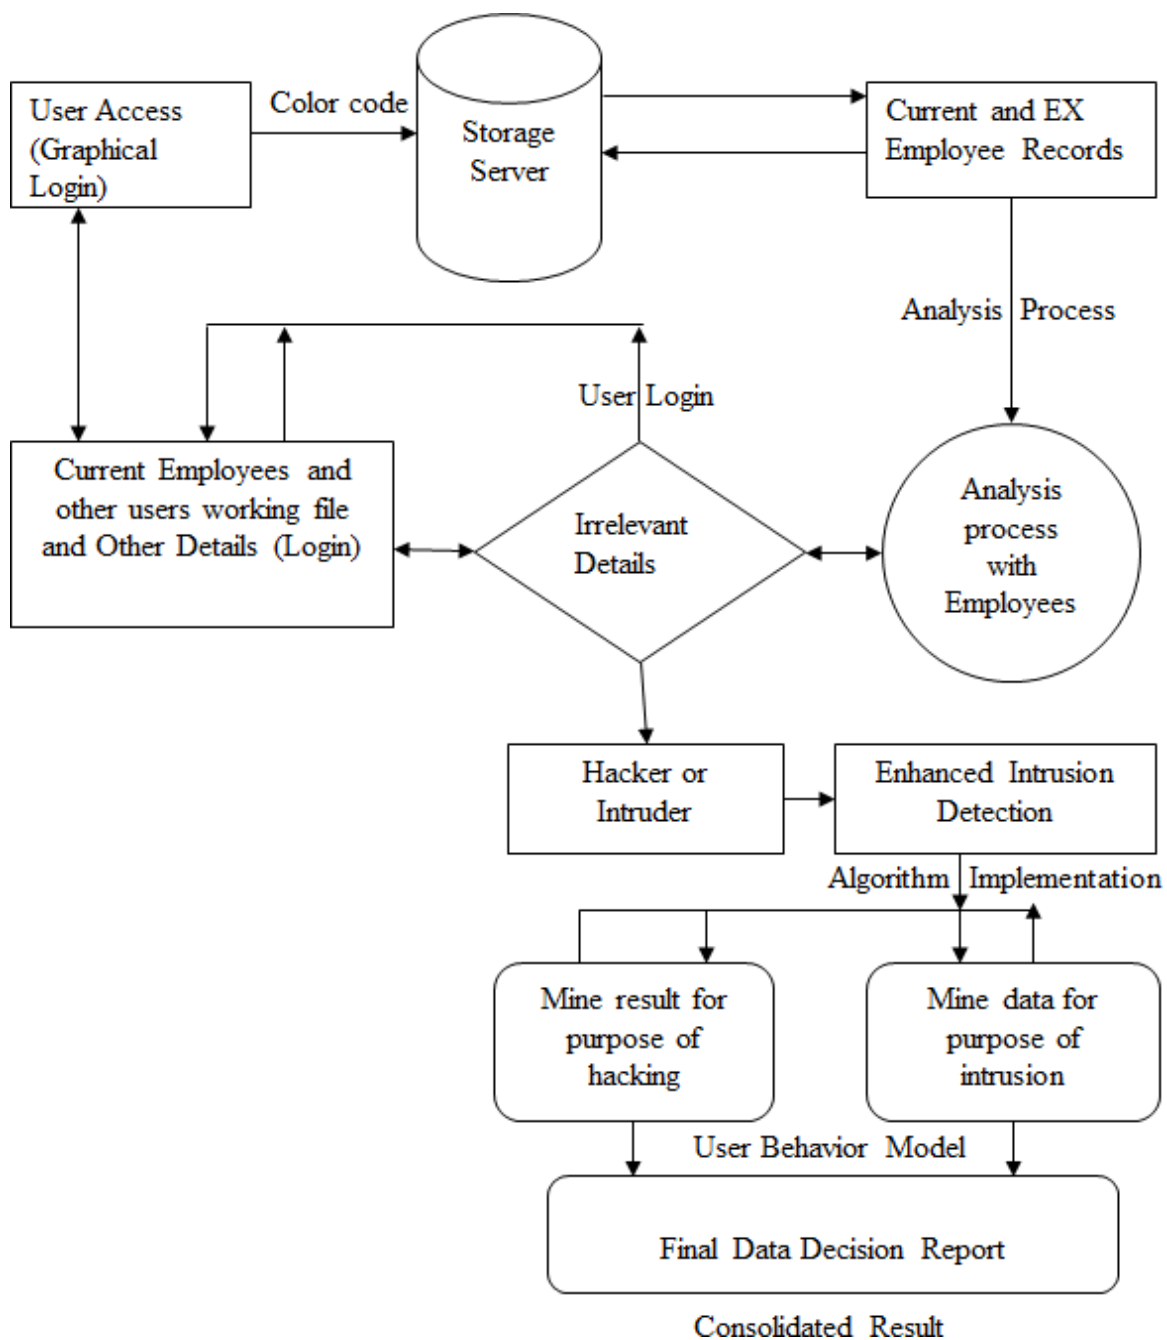 User Access
(Graphical
Login)
Color code
Storage
Server
Current and EX
Employee Records
Analysis Process
User Login
Current Employees and
other users working file
and Other Details (Login)
Irrelevant
Details
Analysis
process
with
Employees
Hacker or
Intruder
Enhanced Intrusion
Detection
Algorithm Implementation
Mine result for
purpose of
hacking
Mine data for
purpose of
intrusion
User Behavior Model
Final Data Decision Report
Consolidated Result